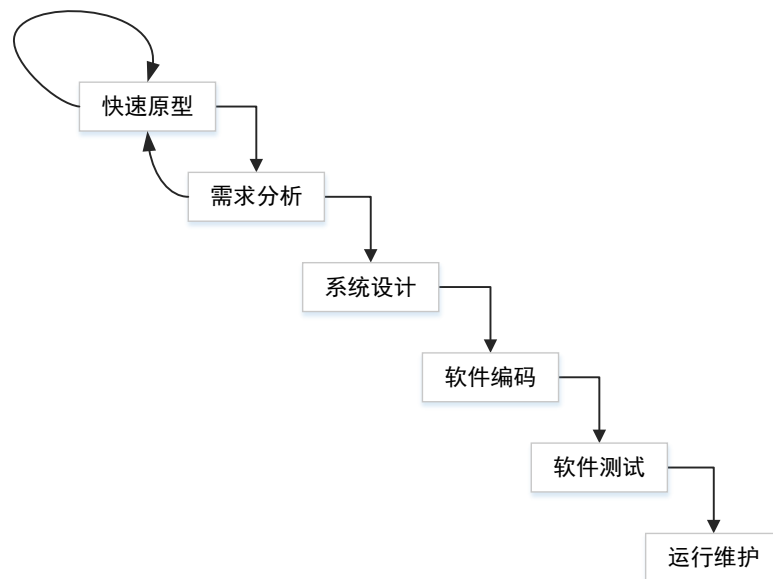 快速原型
需求分析
系统设计
软件编码
软件测试
运行维护